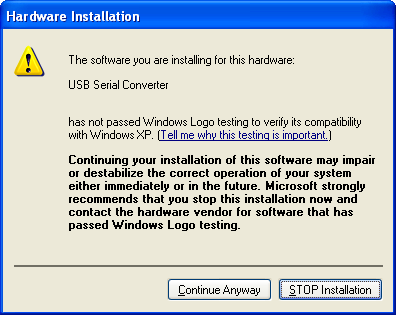 Hardware Installation
The software you are installing for this hardware:
USB Serial Converter
has not passed Windows Logo testing to verify its compatibility
with Windows XP. (Tell me why this testing is important.)
Continuing your installation of this software may impair
or destabilize the correct operation of your system
either immediately or in the future. Microsoft strongly
recommends that you stop this installation now and
contact the hardware vendor for software that has
passed Windows Logo testing.
Continue Anyway STOP Installation